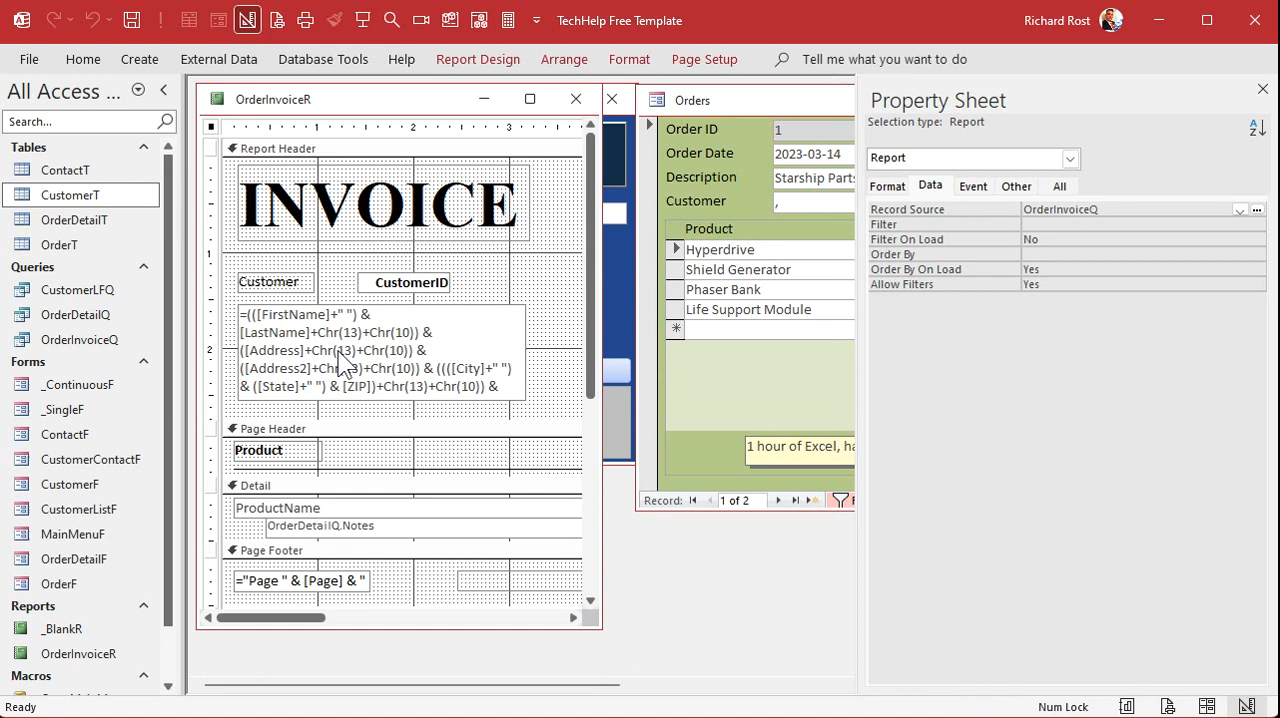 TechHelp Free Template
Richard Rost
File Home Create External Data Database Tools Help Report Design Arrange Format Page Setup Tell me what you want to do
All Access ...
Search...
Tables
ContactT
CustomerT
OrderDetailT
OrderT
Queries
CustomerLFQ
OrderDetailQ
OrderInvoiceQ
Forms
_ContinuousF
_SingleF
ContactF
CustomerContactF
CustomerF
CustomerListF
MainMenuF
OrderDetailF
OrderF
Reports
_BlankR
OrderInvoiceR
Macros
OrderInvoiceR
1 2 3
Report Header
INVOICE
1
Customer CustomerID
=(([FirstName]+" ") &
[LastName]+Chr(13)+Chr(10)) &
([Address]+Chr(13)+Chr(10)) &
2
([Address2]+Chr(13)+Chr(10)) & ((([City]+" ")
& ([State]+" ") & [ZIP])+Chr(13)+Chr(10)) &
Page Header
Product
Detail
ProductName
OrderDetailQ.Notes
Page Footer
="Page " & [Page] & "
Orders
Order ID 1
Order Date 2023-03-14
Description Starship Parts
Customer ,
Product
Hyperdrive
Shield Generator
Phaser Bank
Life Support Module
1 hour of Excel, ha
Record: 1 of 2
Property Sheet
Selection type: Report
Report
Format Data Event Other All
Record Source OrderInvoiceQ
Filter
Filter On Load No
Order By
Order By On Load Yes
Allow Filters Yes
Ready
Num Lock